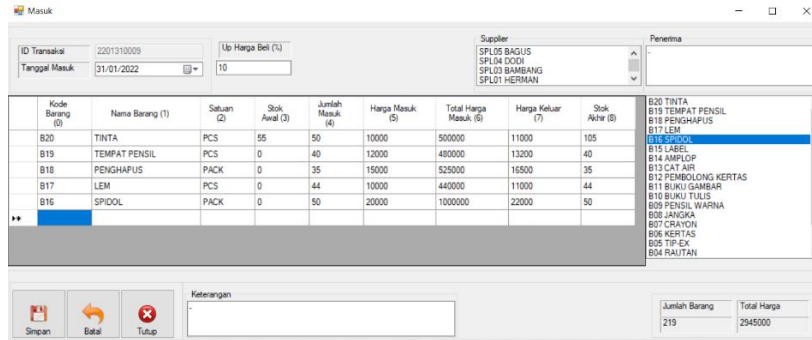 Masuk
ID Transaksi 2201310009
Tanggal Masuk 31/01/2022
Up Harga Beli (%)
10
Supplier
SPL05 BAGUS
SPL04 DODI
SPL03 BAMBANG
SPL01 HERMAN
Penerima
-
Kode Barang (0) Nama Barang (1) Satuan (2) Stok Awal (3) Jumlah Masuk (4) Harga Masuk (5) Total Harga Masuk (6) Harga Keluar (7) Stok Akhir (8)
B20 TINTA PCS 55 50 10000 500000 11000 105
B19 TEMPAT PENSIL PCS 0 40 12000 480000 13200 40
B18 PENGHAPUS PACK 0 35 15000 525000 16500 35
B17 LEM PCS 0 44 10000 440000 11000 44
B16 SPIDOL PACK 0 50 20000 1000000 22000 50
B20 TINTA
B19 TEMPAT PENSIL
B18 PENGHAPUS
B17 LEM
B16 SPIDOL
B15 LABEL
B14 AMPLOP
B13 CAT AIR
B12 PEMBOLONG KERTAS
B11 BUKU GAMBAR
B10 BUKU TULIS
B09 PENSIL WARNA
B08 JANGKA
B07 CRAYON
B06 KERTAS
B05 TIP-EX
B04 RAUTAN
Simpan Batal Tutup
Keterangan
-
Jumlah Barang Total Harga
219 2945000